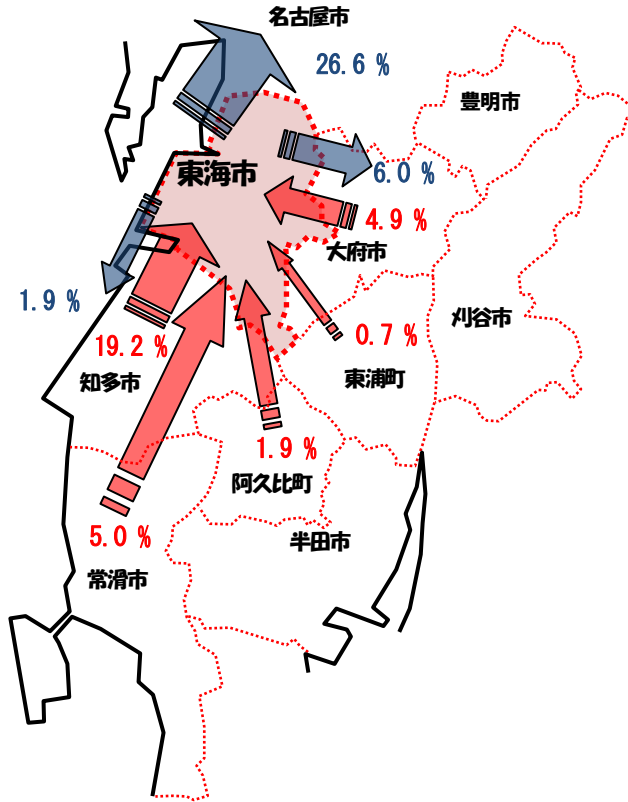 名古屋市
26.6 %
豊明市
東海市
6.0 %
4.9 %
大府市
1.9 %
0.7 %
刈谷市
19.2 %
東浦町
知多市
1.9 %
阿久比町
5.0 %
半田市
常滑市